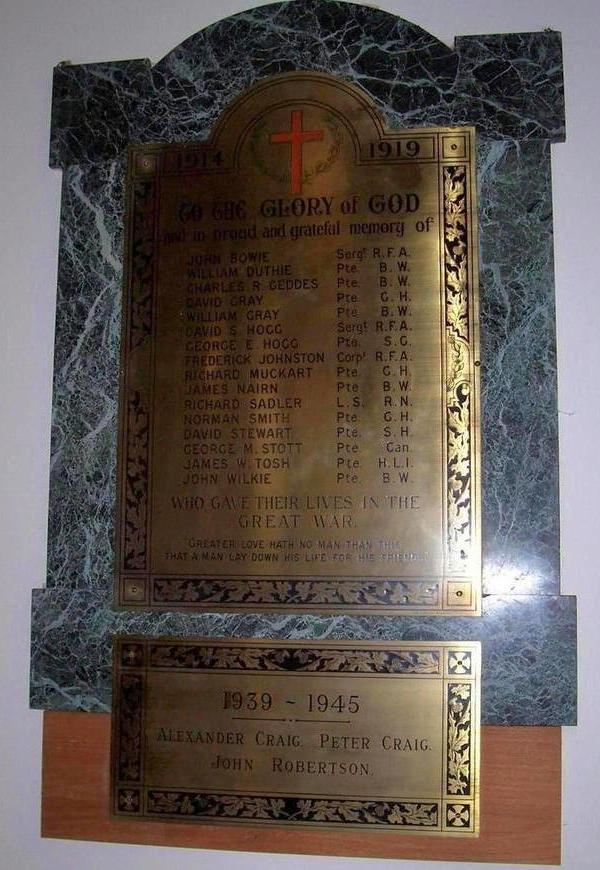 1914 1919
TO THE GLORY of GOD
and in proud and grateful memory of
JOHN BOWIE Sergt R.F.A.
WILLIAM DUTHIE Pte. B.W.
CHARLES R. GEDDES Pte. B.W.
DAVID GRAY Pte. G.H.
WILLIAM GRAY Pte. B.W.
DAVID S. HOGG Sergt R.F.A.
GEORGE E. HOGG Pte. S.G.
FREDERICK JOHNSTON Corpl R.F.A.
RICHARD MUCKART Pte. G.H.
JAMES NAIRN Pte. B.W.
RICHARD SADLER L.S. R.N.
NORMAN SMITH Pte. G.H.
DAVID STEWART Pte. S.H.
GEORGE M. STOTT Pte. Can.
JAMES W. TOSH Pte. H.L.I.
JOHN WILKIE Pte. B.W.
WHO GAVE THEIR LIVES IN THE
GREAT WAR.
"GREATER LOVE HATH NO MAN THAN THIS
THAT A MAN LAY DOWN HIS LIFE FOR HIS FRIENDS"
1939 ~ 1945
ALEXANDER CRAIG. PETER CRAIG.
JOHN ROBERTSON.